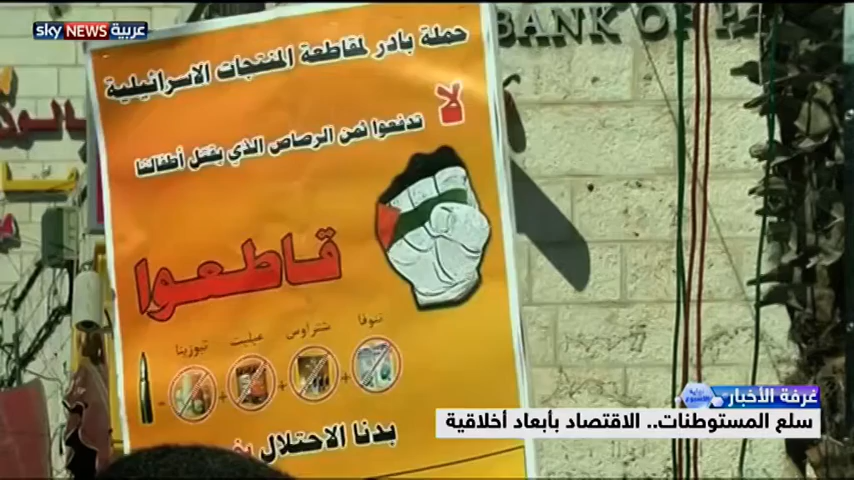 sky NEWS عربية
BANK OF
حملة بادر لمقاطعة المنتجات الاسرائيلية
لا
تدفعوا ثمن الرصاص الذي يقتل أطفالنا
قاطعوا
تنوفا شتراوس عيليت تبوزينا
بدنا الاحتلال
غرفة الأخبار
سلع المستوطنات.. الاقتصاد بأبعاد أخلاقية